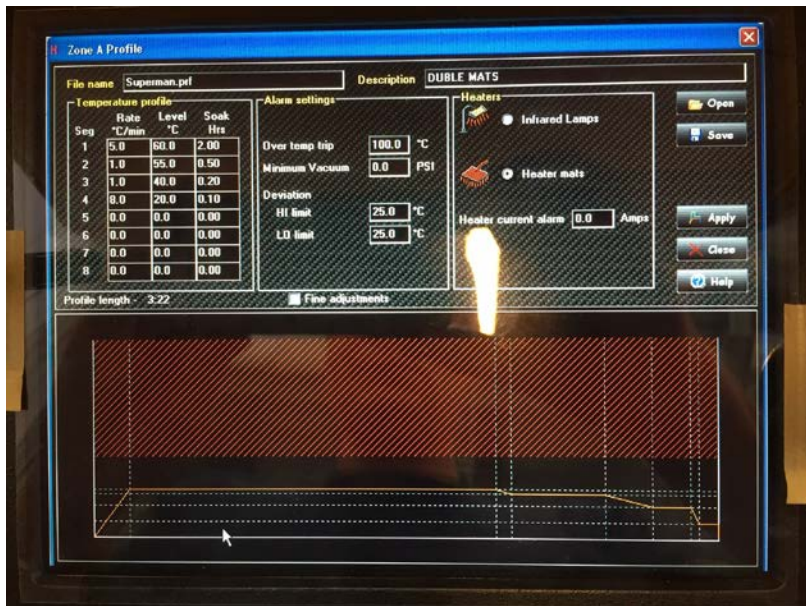 Zone A Profile
File name Superman.prf Description DUBLE MATS
Temperature profile
Seg Rate °C/min Level °C Soak Hrs
1 5.0 60.0 2.00
2 1.0 55.0 0.50
3 1.0 40.0 0.20
4 8.0 20.0 0.10
5 0.0 0.0 0.00
6 0.0 0.0 0.00
7 0.0 0.0 0.00
8 0.0 0.0 0.00
Profile length - 3:22
Alarm settings
Over temp trip 100.0 °C
Minimum Vacuum 0.0 PSI
Deviation
HI limit 25.0 °C
LO limit 25.0 °C
Fine adjustments
Heaters
Infrared Lamps
Heater mats
Heater current alarm 0.0 Amps
Open
Save
Apply
Close
Help